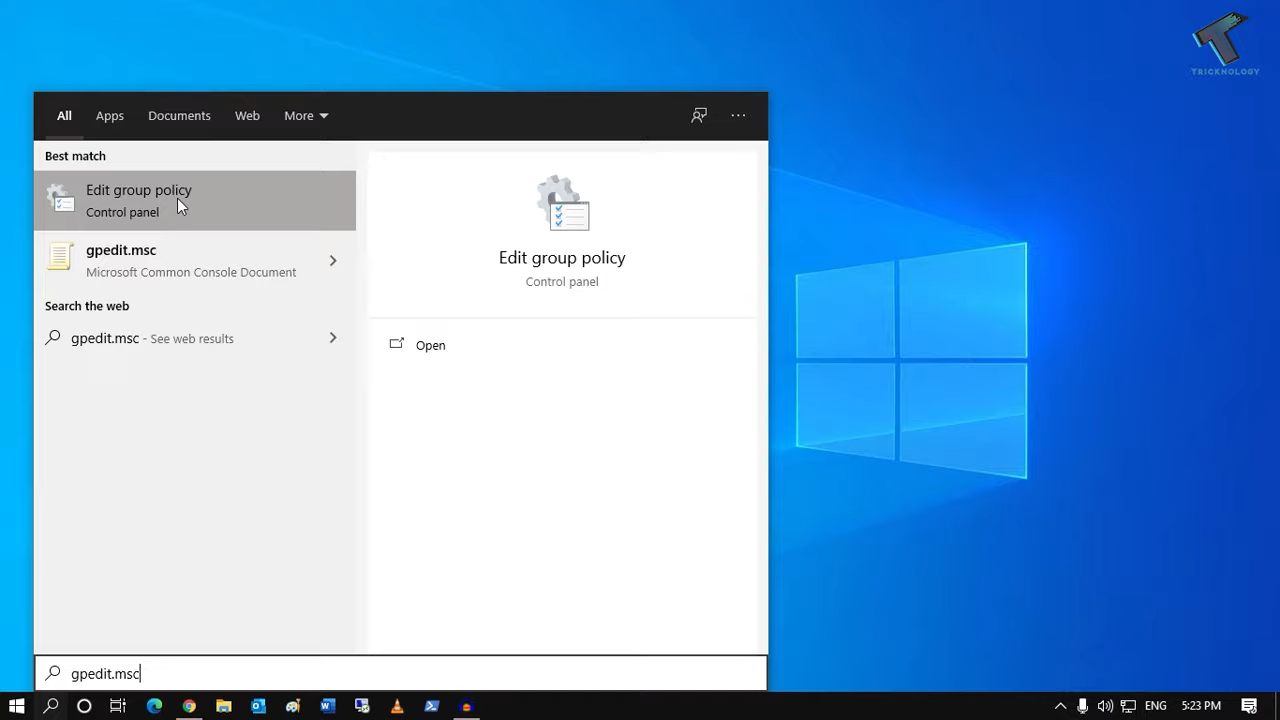 TRICKNOLOGY
All Apps Documents Web More
Best match
Edit group policy
Control panel
gpedit.msc
Microsoft Common Console Document
Search the web
gpedit.msc - See web results
Edit group policy
Control panel
Open
gpedit.msc
ENG 5:23 PM